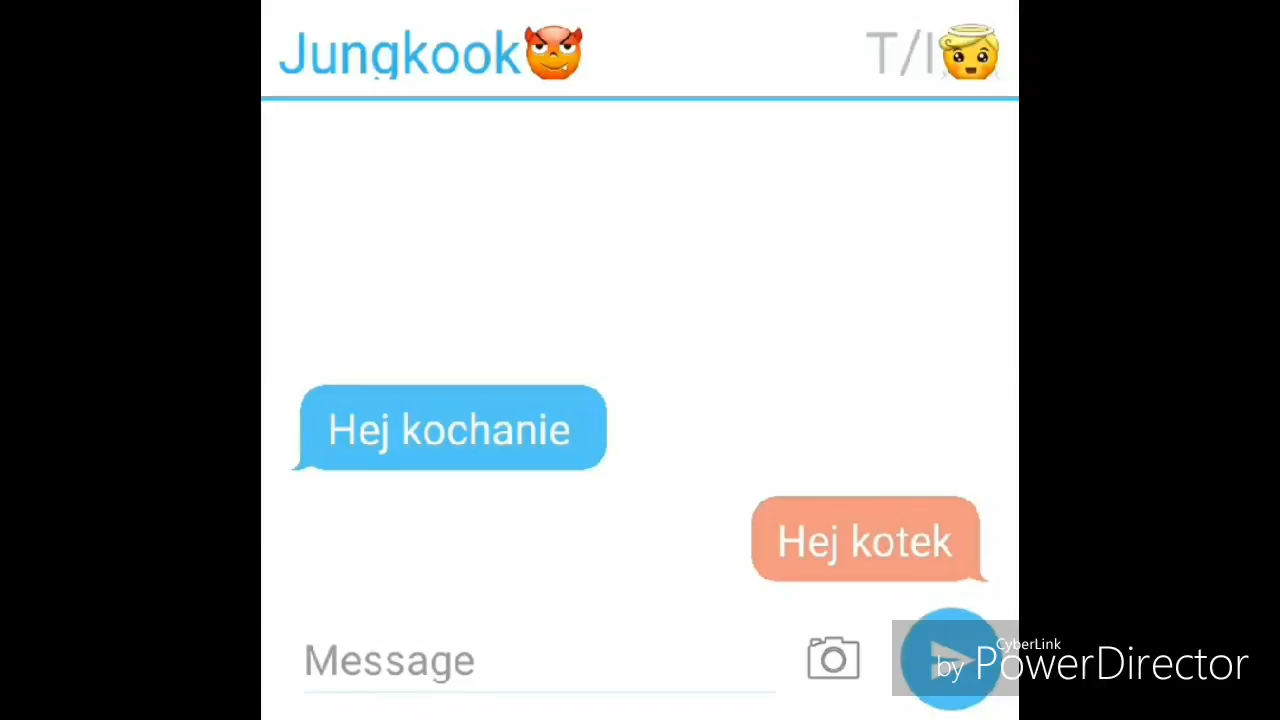 Jungkook
T/I
Hej kochanie
Hej kotek
Message
CyberLink
by PowerDirector